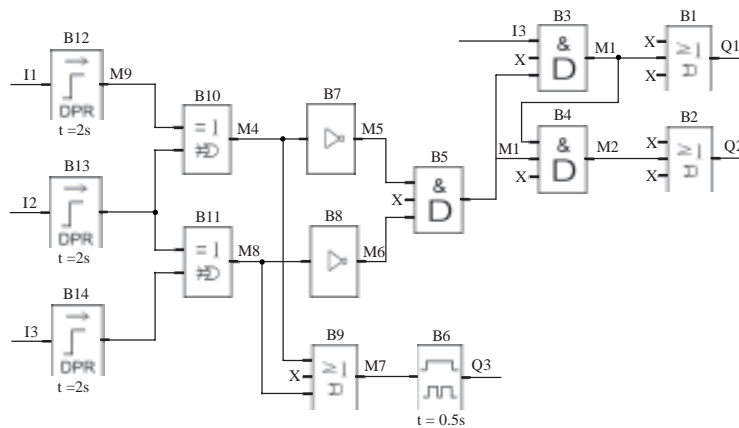 B3
B1
I3
&
X
D
M1
X
≥1
X
Q1
B12
I1
DPR
M9
t =2s
B10
=1
M4
B7
M5
B4
&
M1
D
X
M2
B2
X
≥1
X
Q2
B5
&
X
D
B13
I2
DPR
t =2s
B11
=1
M8
B8
M6
B14
I3
DPR
t =2s
B9
≥1
X
M7
B6
Q3
t = 0.5s